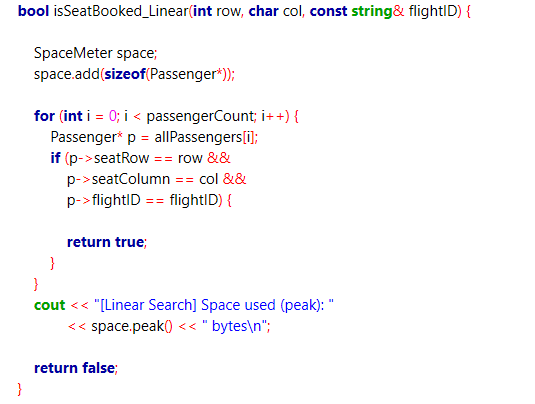 bool isSeatBooked_Linear(int row, char col, const string& flightID) {
SpaceMeter space;
space.add(sizeof(Passenger*));
for (int i = 0; i < passengerCount; i++) {
Passenger* p = allPassengers[i];
if (p->seatRow == row &&
p->seatColumn == col &&
p->flightID == flightID) {
return true;
}
}
cout << "[Linear Search] Space used (peak): "
<< space.peak() << " bytes\n";
return false;
}